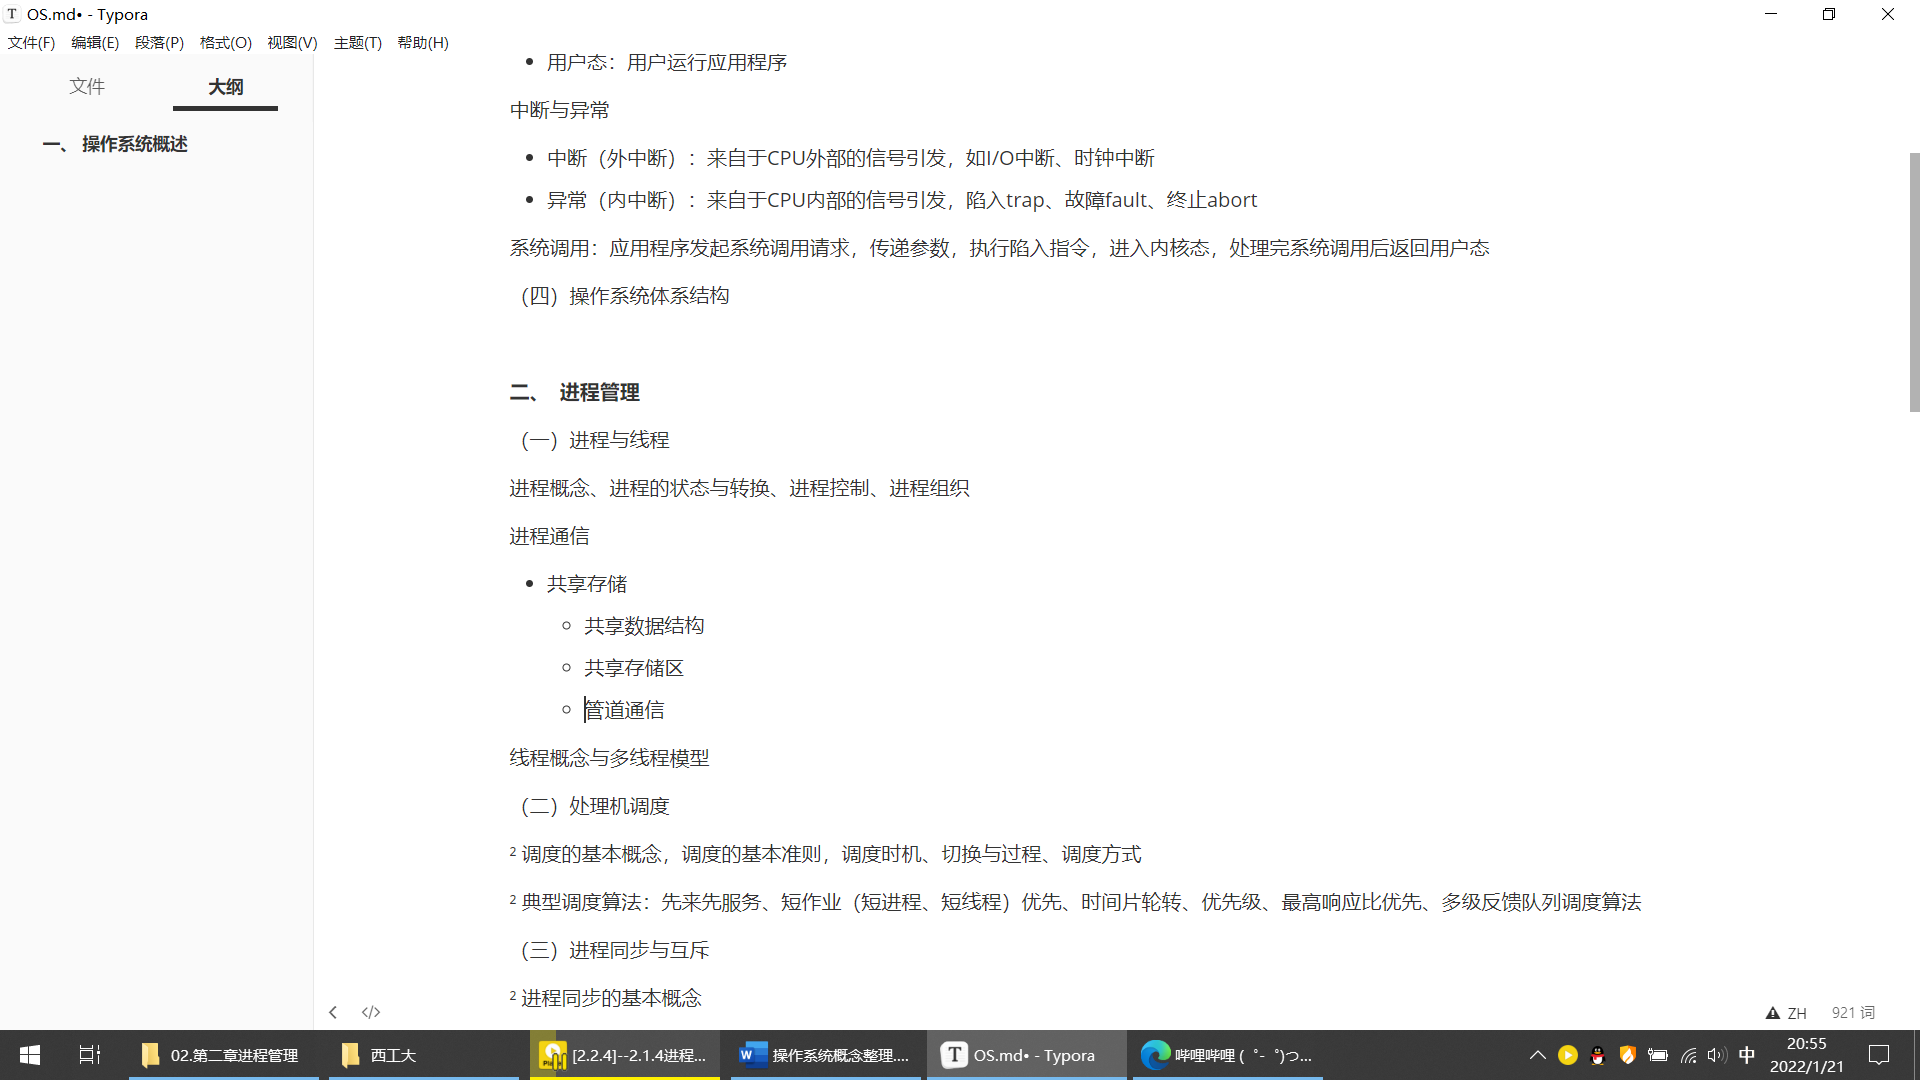 OS.md• - Typora
文件(F) 编辑(E) 段落(P) 格式(O) 视图(V) 主题(T) 帮助(H)
文件 大纲
一、 操作系统概述
用户态：用户运行应用程序
中断与异常
中断（外中断）：来自于CPU外部的信号引发，如I/O中断、时钟中断
异常（内中断）：来自于CPU内部的信号引发，陷入trap、故障fault、终止abort
系统调用：应用程序发起系统调用请求，传递参数，执行陷入指令，进入内核态，处理完系统调用后返回用户态
（四）操作系统体系结构
二、 进程管理
（一）进程与线程
进程概念、进程的状态与转换、进程控制、进程组织
进程通信
共享存储
共享数据结构
共享存储区
管道通信
线程概念与多线程模型
（二）处理机调度
² 调度的基本概念，调度的基本准则，调度时机、切换与过程、调度方式
² 典型调度算法：先来先服务、短作业（短进程、短线程）优先、时间片轮转、优先级、最高响应比优先、多级反馈队列调度算法
（三）进程同步与互斥
² 进程同步的基本概念
</> ZH 921 词
02.第二章进程管理 西工大 [2.2.4]--2.1.4进程... 操作系统概念整理.... OS.md• - Typora 哔哩哔哩 (゜-゜)つ... 中 20:55
2022/1/21